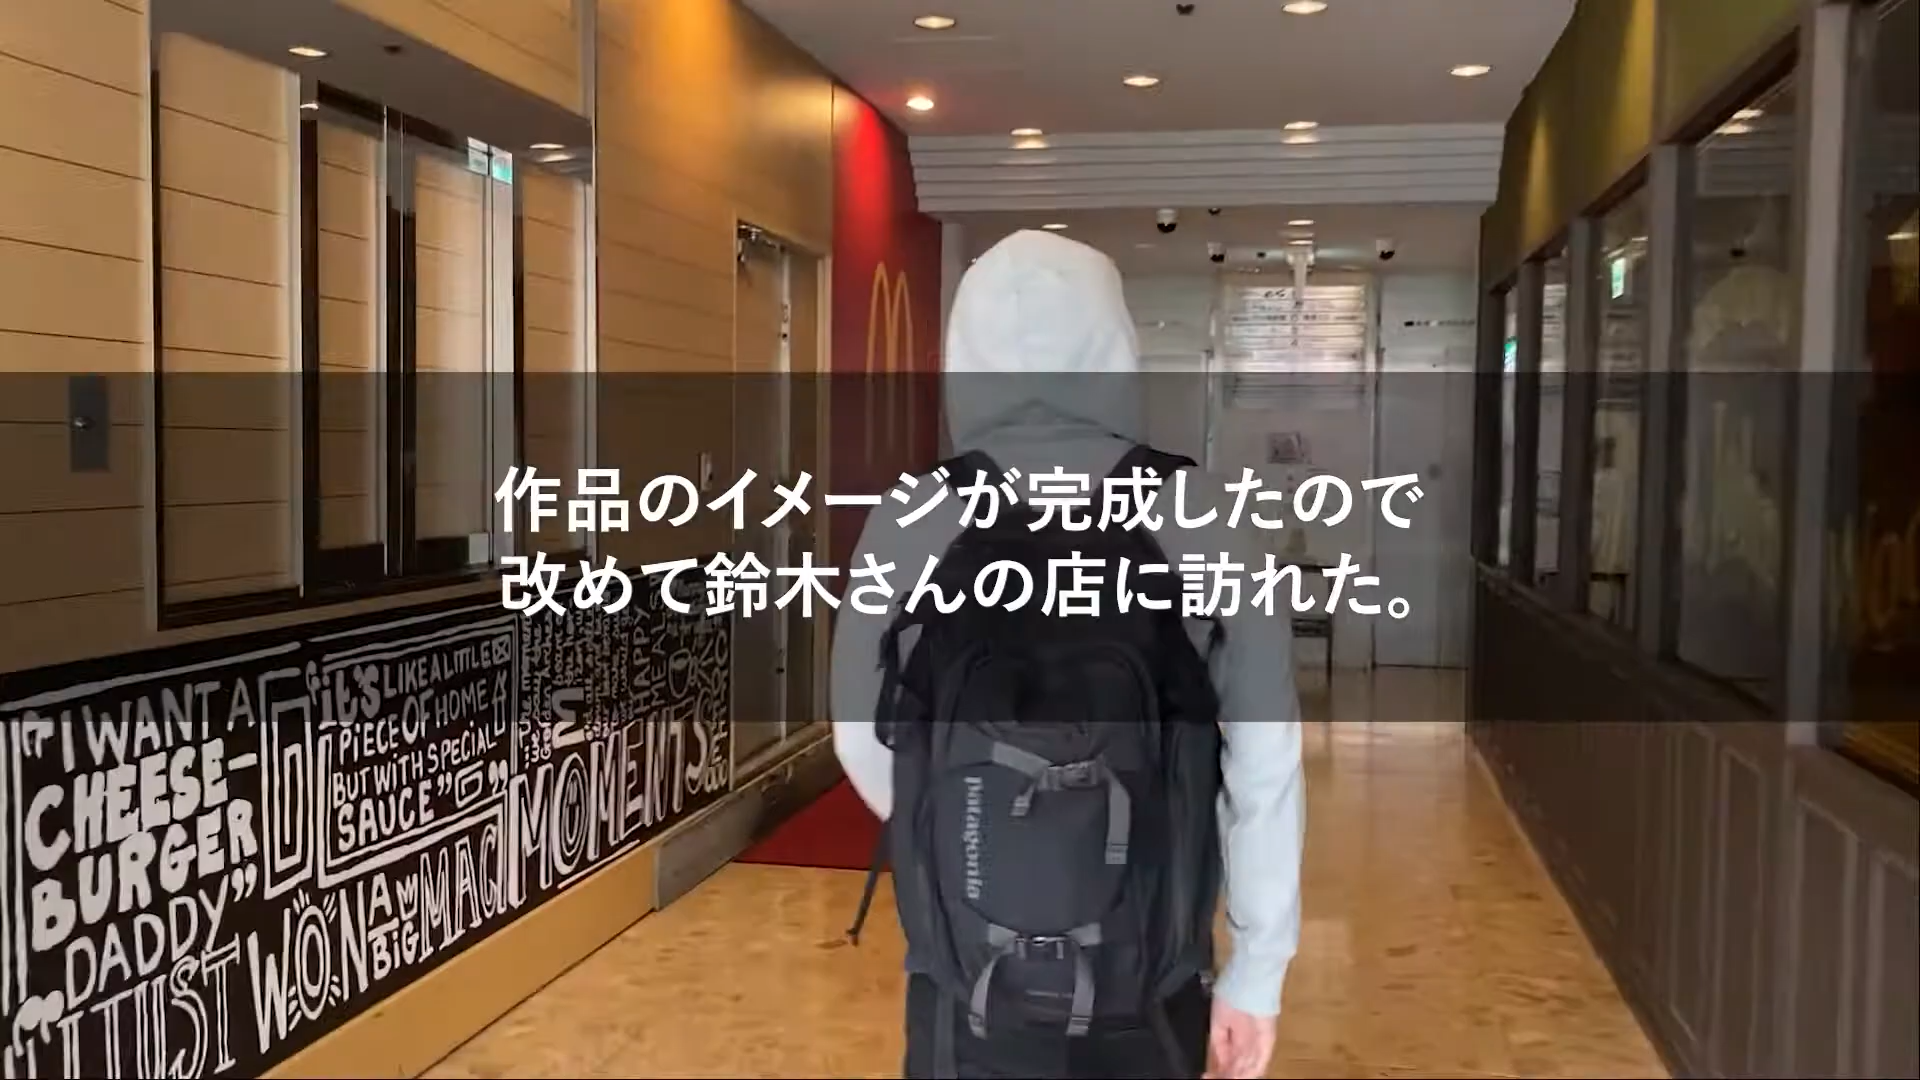 作品のイメージが完成したので
改めて鈴木さんの店に訪れた。
"I WANT A
CHEESE-
BURGER
DADDY"
"it's LIKE A LITTLE
PIECE OF HOME
BUT WITH SPECIAL
SAUCE"
HAPPY
MEALS
MOMENTS
"I JUST WON A BIG MAC
patagonia